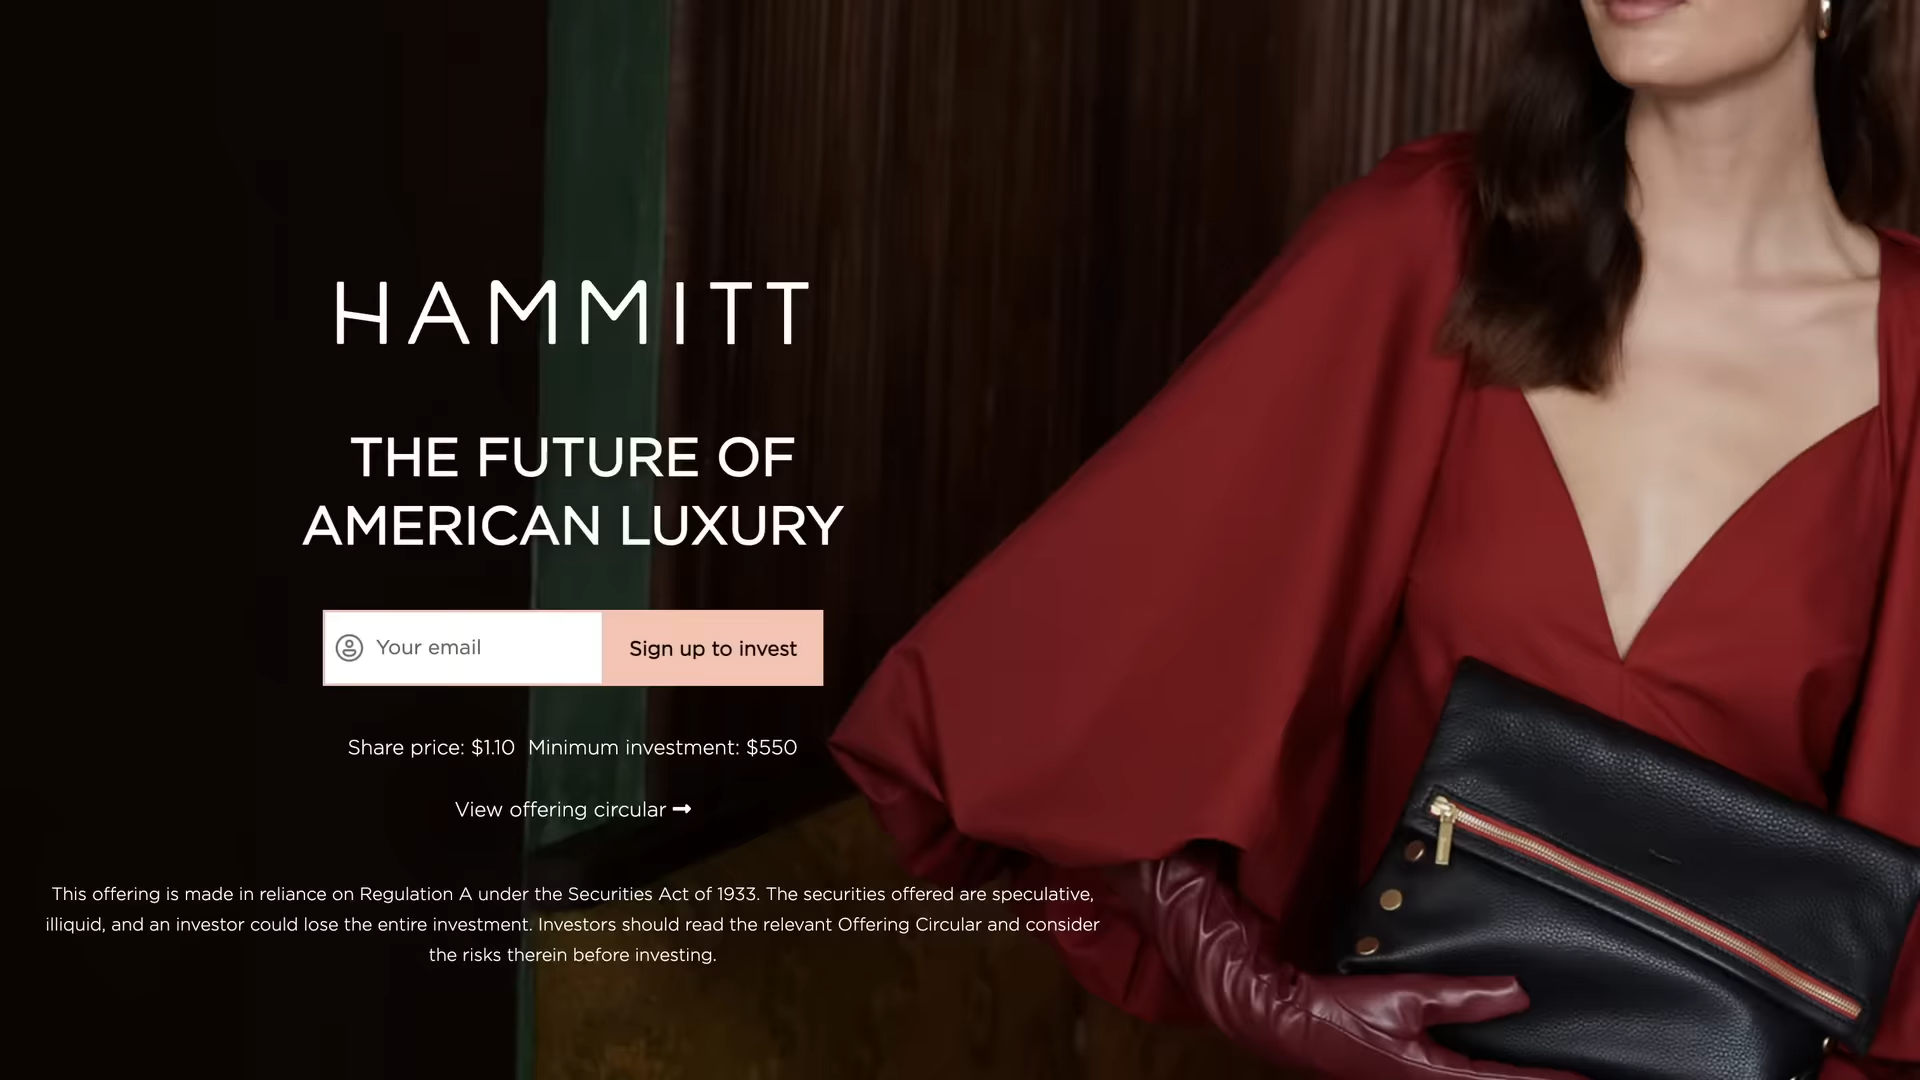 HAMMITT
THE FUTURE OF
AMERICAN LUXURY
Your email
Sign up to invest
Share price: $1.10 Minimum investment: $550
View offering circular ➞
This offering is made in reliance on Regulation A under the Securities Act of 1933. The securities offered are speculative,
illiquid, and an investor could lose the entire investment. Investors should read the relevant Offering Circular and consider
the risks therein before investing.